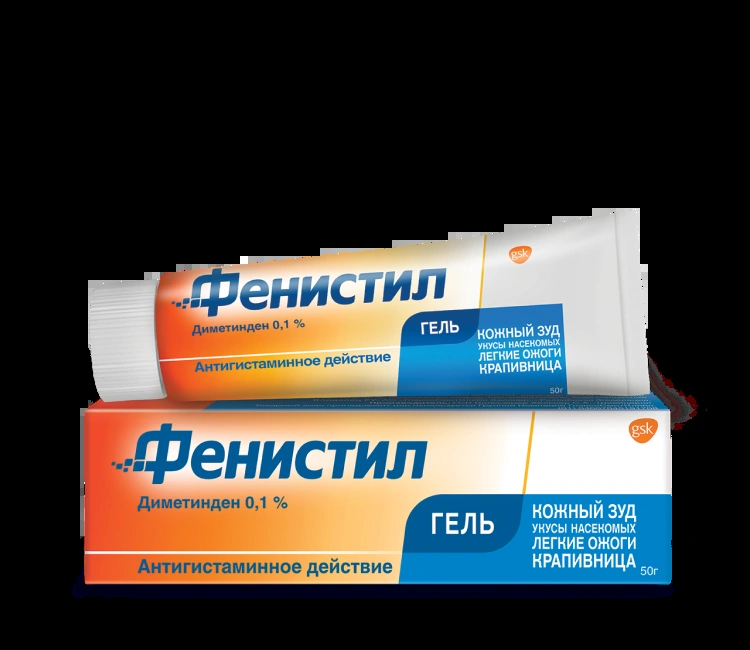 Фенистил
gsk
Диметинден 0,1 %
Антигистаминное действие
ГЕЛЬ
КОЖНЫЙ ЗУД
УКУСЫ НАСЕКОМЫХ
ЛЕГКИЕ ОЖОГИ
КРАПИВНИЦА
50г
Фенистил
gsk
Диметинден 0,1 %
Антигистаминное действие
ГЕЛЬ
КОЖНЫЙ ЗУД
УКУСЫ НАСЕКОМЫХ
ЛЕГКИЕ ОЖОГИ
КРАПИВНИЦА
50г